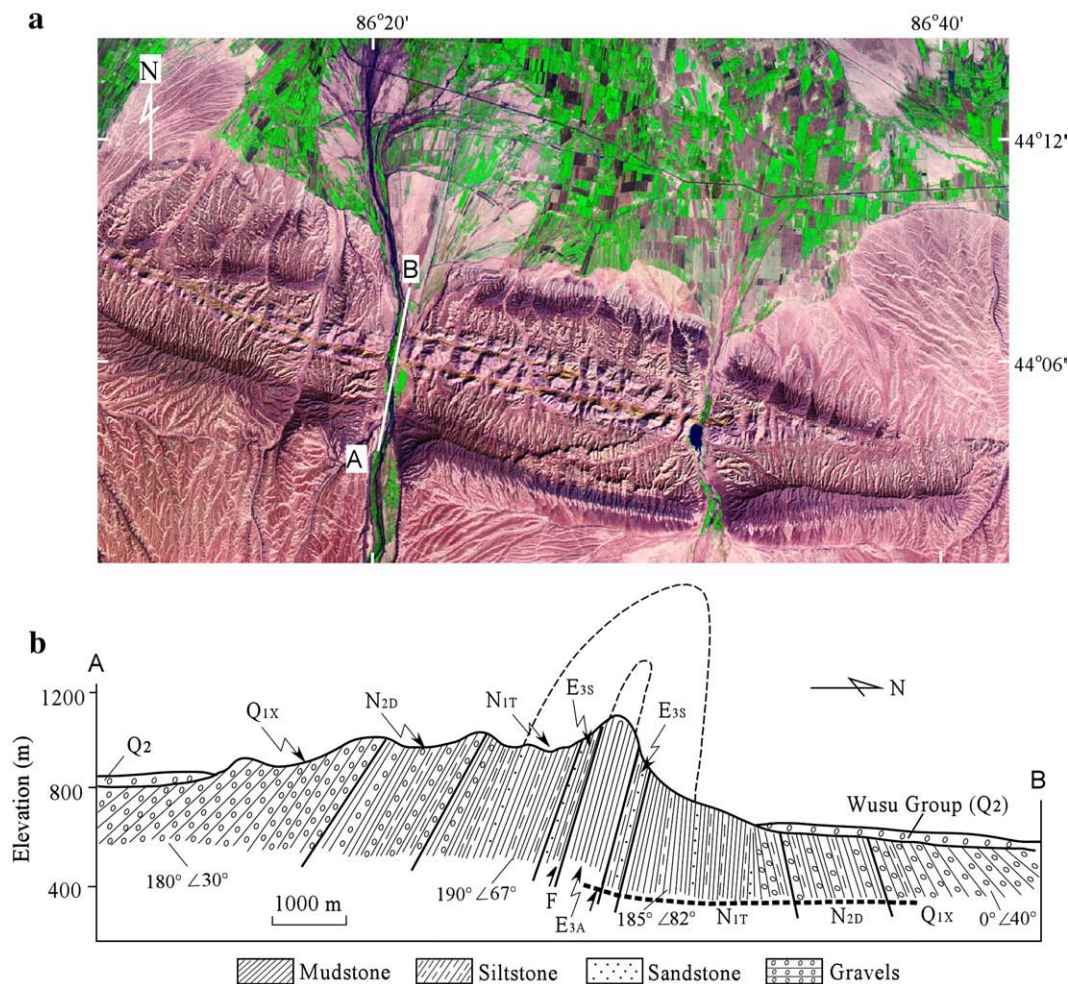 a
86°20'
86°40'
N
44°12'
B
44°06'
A
b
A
N
1200
E3S
N1T
N2D
E3S
Q1X
Q2
B
Elevation (m)
800
Wusu Group (Q2)
400
180° ∠30°
190° ∠67°
F
185° ∠82°
N1T
N2D
Q1X
0° ∠40°
1000 m
E3A
Mudstone
Siltstone
Sandstone
Gravels